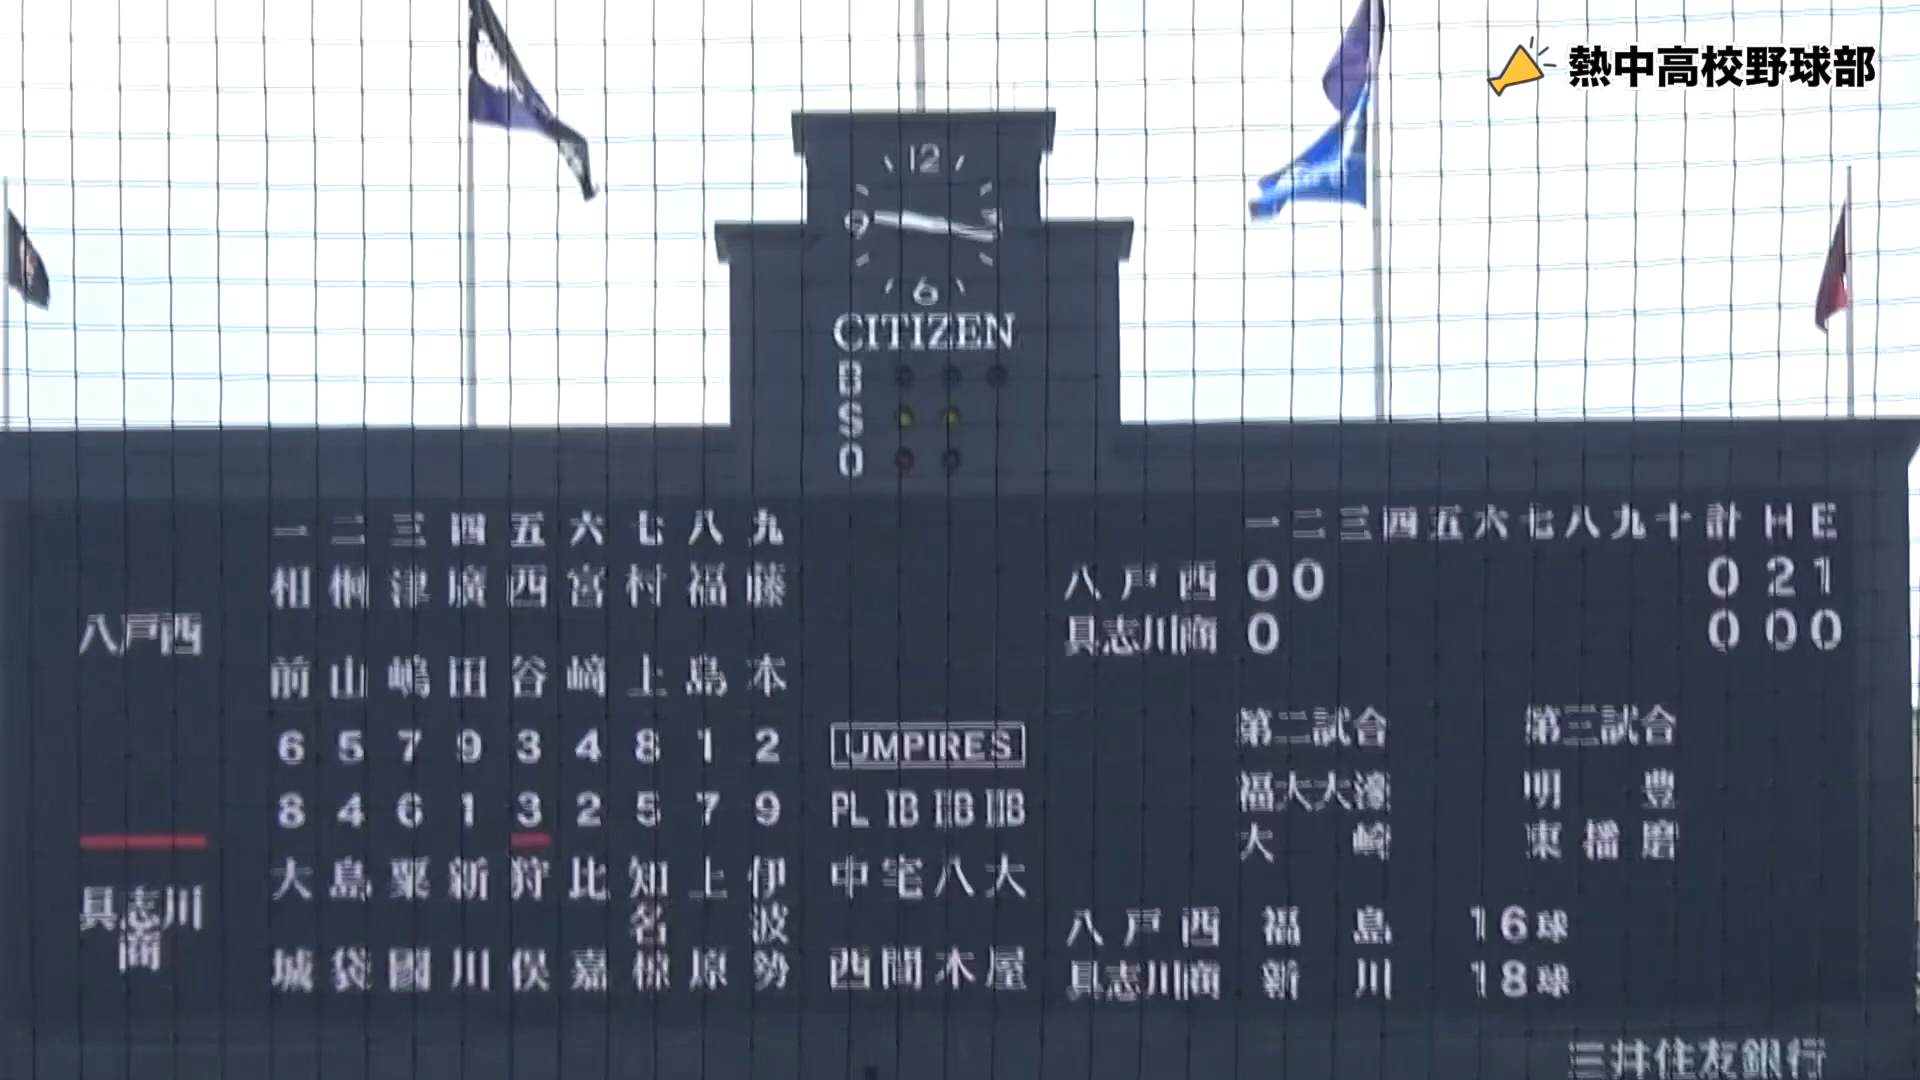 熱中高校野球部
12
9 3
6
CITIZEN
B
S
O
一 二 三 四 五 六 七 八 九
相前 桐山 津嶋 廣田 西谷 宮﨑 村上 福島 藤本
八戸西
6 5 7 9 3 4 8 1 2
8 4 6 1 3 2 5 7 9
具志川商
大城 島袋 粟國 新川 狩俣 比嘉 知名椋 上原 伊波勢
UMPIRES
PL IB IIB IIIB
中西 宅間 八木 大屋
一 二 三 四 五 六 七 八 九 十 計 H E
八戸西 0 0 0 2 1
具志川商 0 0 0 0
第二試合 第三試合
福大大濠 明豊
大崎 東播磨
八戸西 福島 16球
具志川商 新川 18球
三井住友銀行